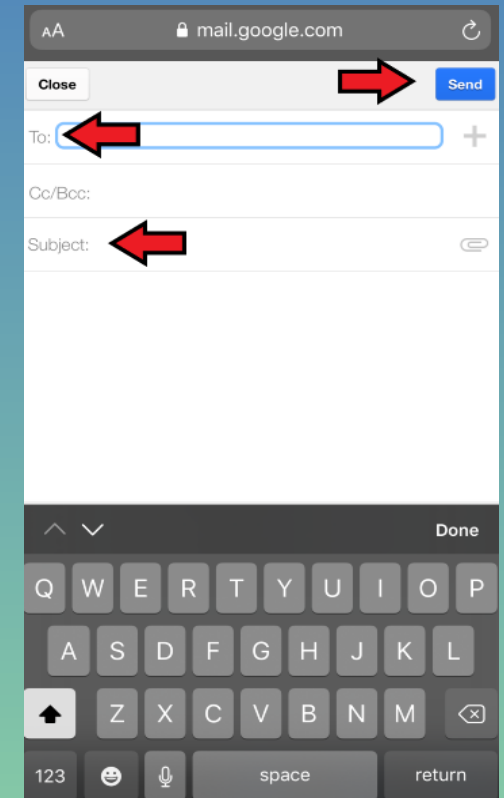 AA mail.google.com
Close Send
To:
Cc/Bcc:
Subject:
Done
Q W E R T Y U I O P
A S D F G H J K L
Z X C V B N M
123 space return